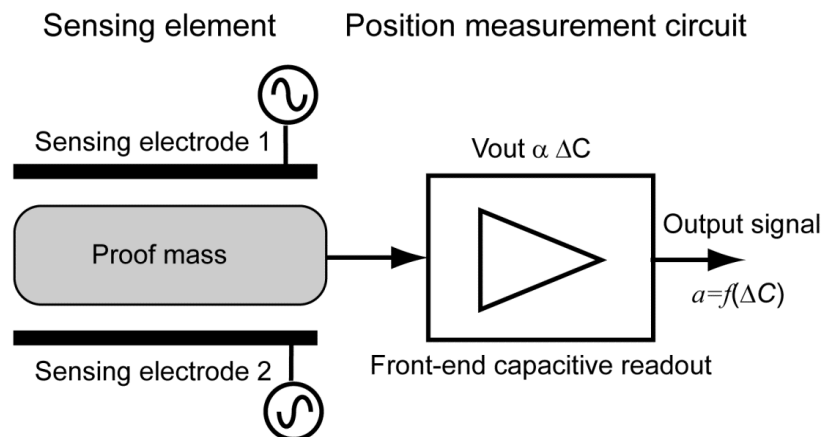 Sensing element
Position measurement circuit
Sensing electrode 1
Vout α ΔC
Proof mass
Output signal
a=f(ΔC)
Sensing electrode 2
Front-end capacitive readout